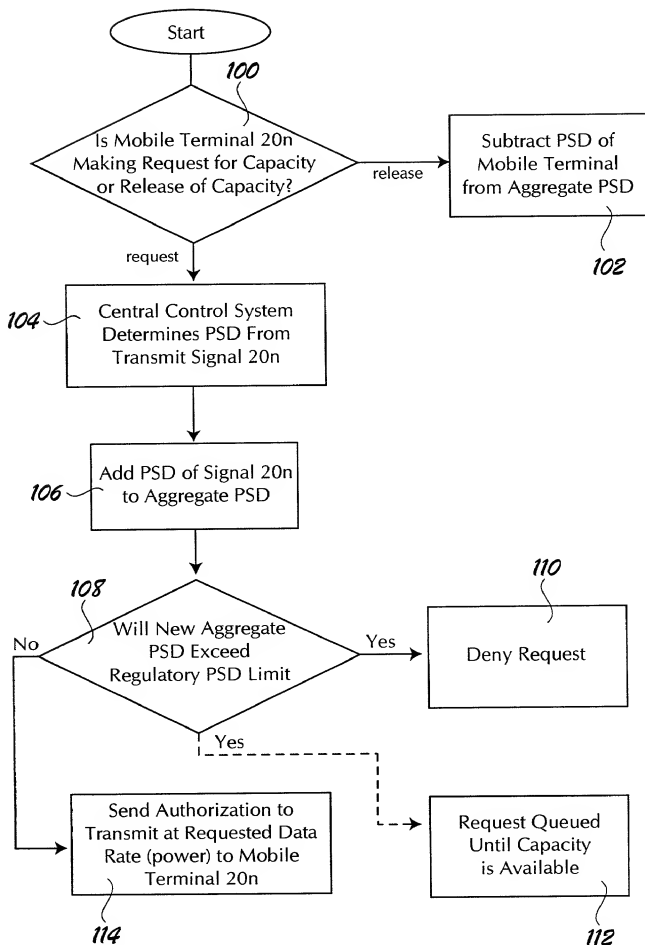 Start
100
Is Mobile Terminal 20n
Making Request for Capacity
or Release of Capacity?
release
Subtract PSD of
Mobile Terminal
from Aggregate PSD
102
request
104
Central Control System
Determines PSD From
Transmit Signal 20n
106
Add PSD of Signal 20n
to Aggregate PSD
108
Will New Aggregate
PSD Exceed
Regulatory PSD Limit
No
Yes
110
Deny Request
Yes
Send Authorization to
Transmit at Requested Data
Rate (power) to Mobile
Terminal 20n
114
Request Queued
Until Capacity
is Available
112